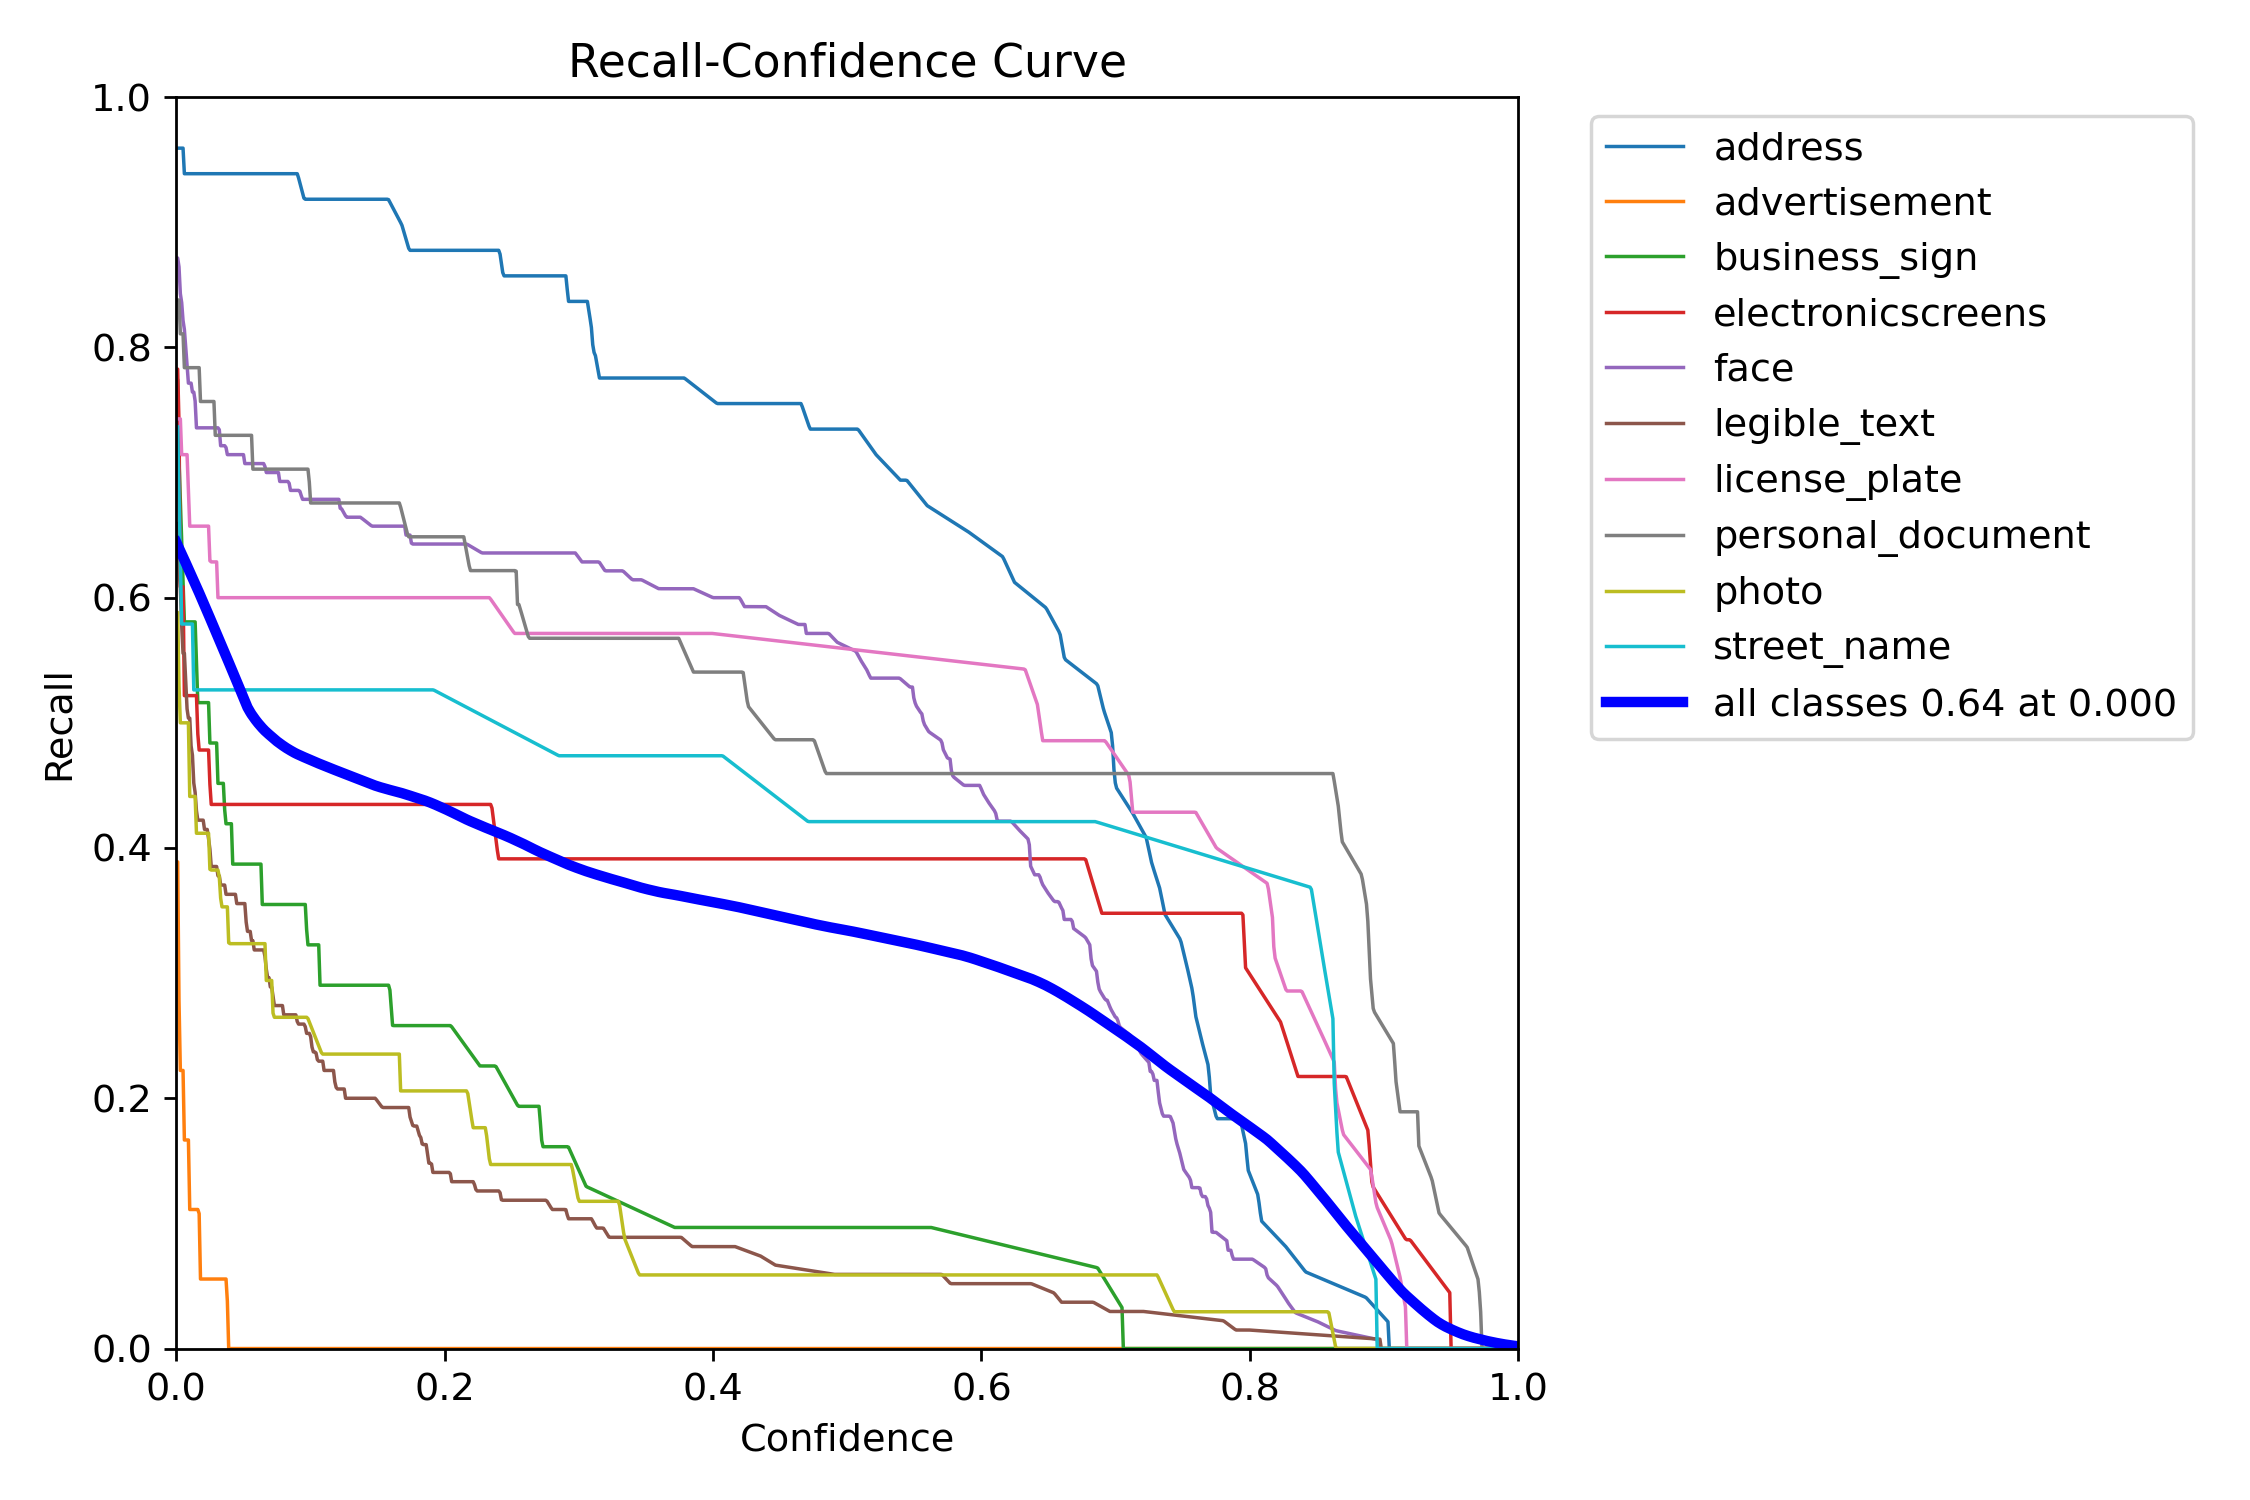 Recall-Confidence Curve
1.0
0.8
0.6
0.4
0.2
0.0
Recall
0.0 0.2 0.4 0.6 0.8 1.0
Confidence
address
advertisement
business_sign
electronicscreens
face
legible_text
license_plate
personal_document
photo
street_name
all classes 0.64 at 0.000